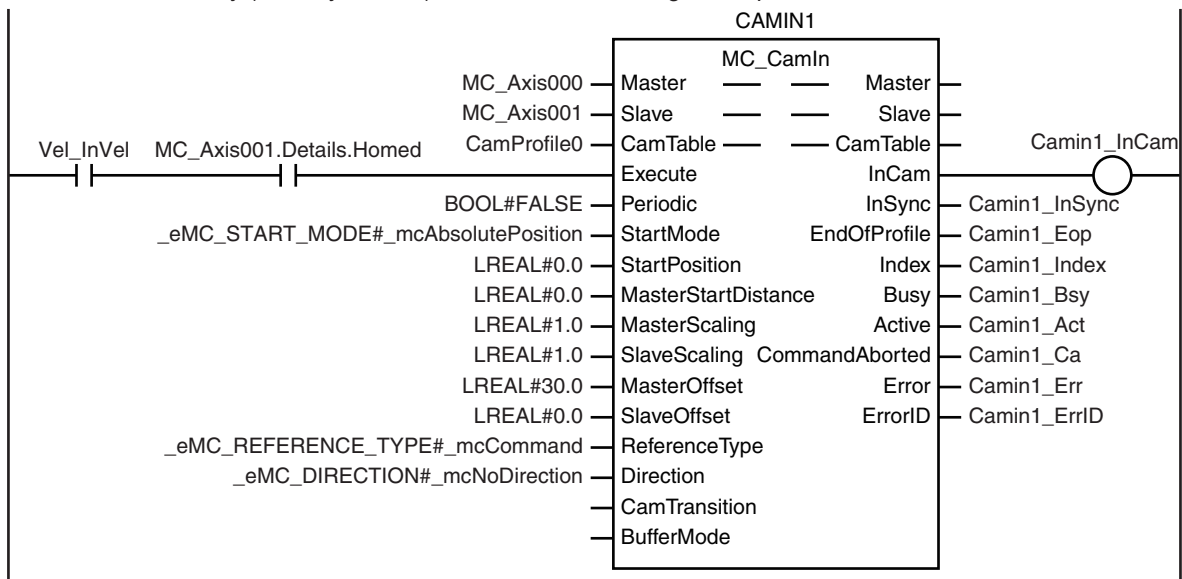 CAMIN1
MC_CamIn
MC_Axis000 Master Master
MC_Axis001 Slave Slave
Vel_InVel MC_Axis001.Details.Homed CamProfile0 CamTable CamTable Camin1_InCam
Execute InCam
BOOL#FALSE Periodic InSync Camin1_InSync
_eMC_START_MODE#_mcAbsolutePosition StartMode EndOfProfile Camin1_Eop
LREAL#0.0 StartPosition Index Camin1_Index
LREAL#0.0 MasterStartDistance Busy Camin1_Bsy
LREAL#1.0 MasterScaling Active Camin1_Act
LREAL#1.0 SlaveScaling CommandAborted Camin1_Ca
LREAL#30.0 MasterOffset Error Camin1_Err
LREAL#0.0 SlaveOffset ErrorID Camin1_ErrID
_eMC_REFERENCE_TYPE#_mcCommand ReferenceType
_eMC_DIRECTION#_mcNoDirection Direction
CamTransition
BufferMode